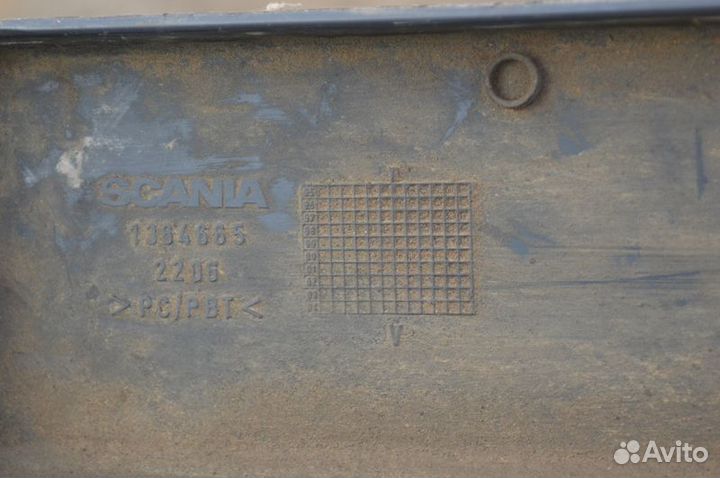 SCANIA
1364665
2206
>PC/PBT<
V
Avito